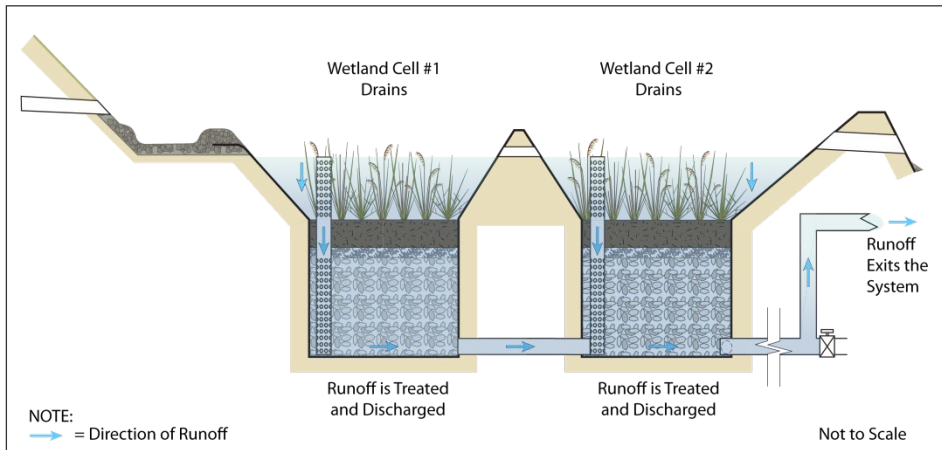 Wetland Cell #1
Drains
Wetland Cell #2
Drains
Runoff
Exits the
System
Runoff is Treated
and Discharged
Runoff is Treated
and Discharged
NOTE:
= Direction of Runoff
Not to Scale